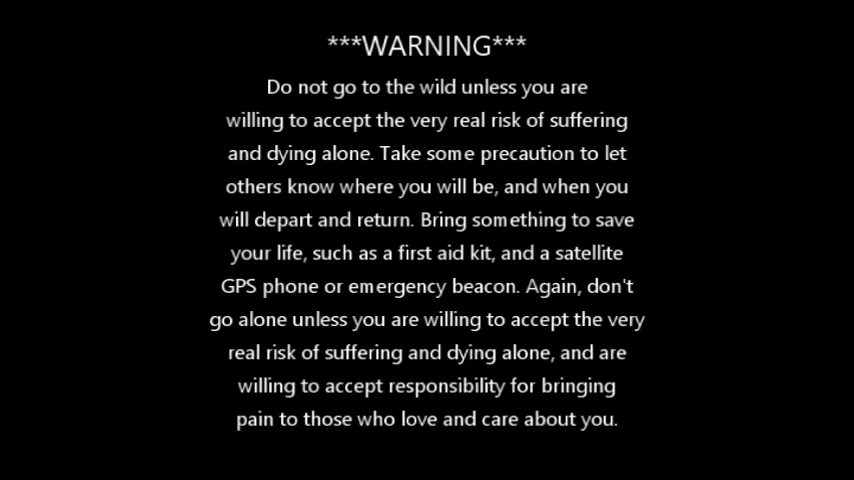 ***WARNING***
Do not go to the wild unless you are
willing to accept the very real risk of suffering
and dying alone. Take some precaution to let
others know where you will be, and when you
will depart and return. Bring something to save
your life, such as a first aid kit, and a satellite
GPS phone or emergency beacon. Again, don't
go alone unless you are willing to accept the very
real risk of suffering and dying alone, and are
willing to accept responsibility for bringing
pain to those who love and care about you.